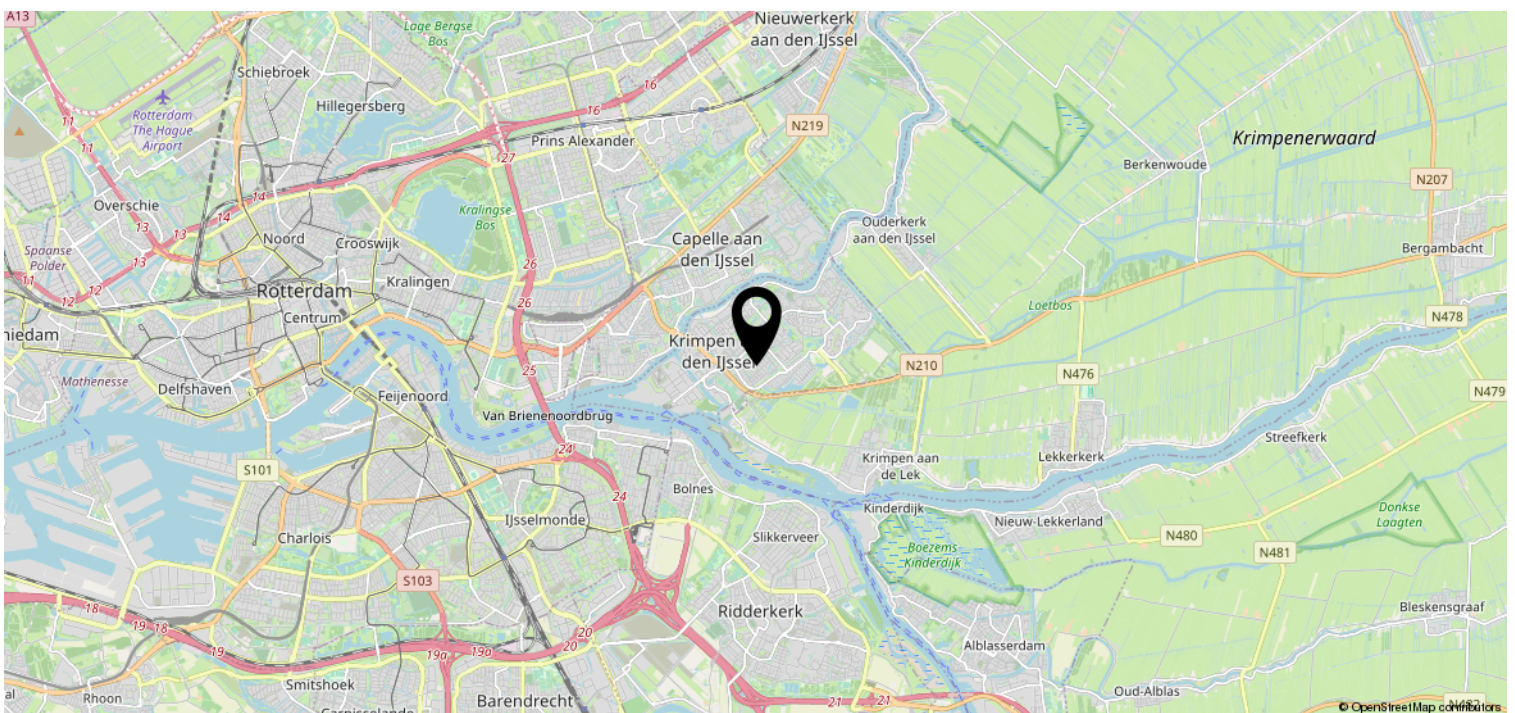 A13
Lage Bergse
Bos
Nieuwerkerk
aan den IJssel
Schiebroek
16
Hillegersberg
16
Rotterdam
The Hague
Airport
11
N219
Prins Alexander
Krimpenerwaard
11
27
Berkenwoude
N207
14
14
Overschie
Kralingse
Bos
13
13
Ouderkerk
aan den IJssel
Noord
Crooswijk
Capelle aan
den IJssel
Bergambacht
Spaanse
Polder
13
26
11
12
12
Kralingen
Rotterdam
26
Loetbos
Centrum
N478
Krimpen
den IJssel
25
N210
N476
Mathenesse
Delfshaven
Feijenoord
N479
Van Brienenoordbrug
Streefkerk
24
Krimpen aan
de Lek
Lekkerkerk
S101
24
Bolnes
Kinderdijk
Donkse
Laagten
IJsselmonde
Nieuw-Lekkerland
Charlois
Slikkerveer
N480
Boezems
Kinderdijk
N481
S103
18
Ridderkerk
Bleskensgraaf
19
18
20
20
19
19a
19a
Alblasserdam
Smitshoek
Oud-Alblas
Rhoon
Barendrecht
21
21
© OpenStreetMap contributors